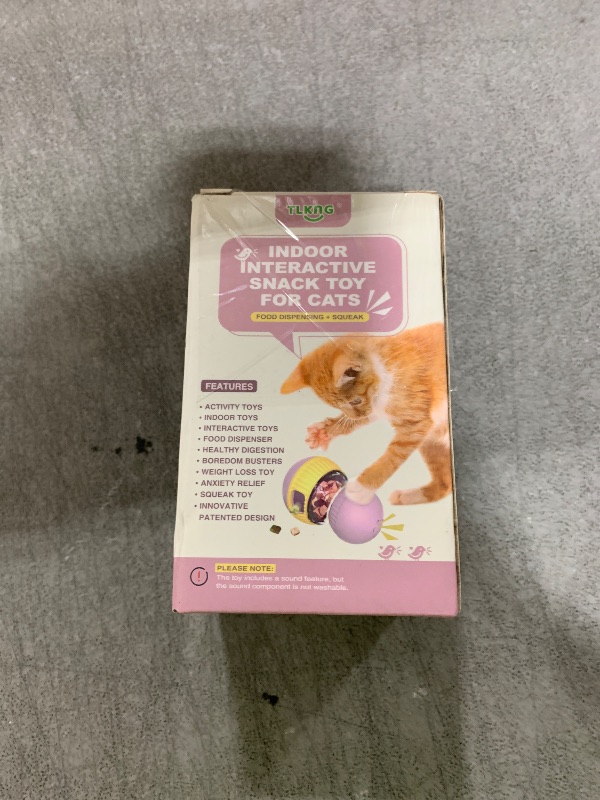 TLKNG
INDOOR
INTERACTIVE
SNACK TOY
FOR CATS
FOOD DISPENSING + SQUEAK
FEATURES
• ACTIVITY TOYS
• INDOOR TOYS
• INTERACTIVE TOYS
• FOOD DISPENSER
• HEALTHY DIGESTION
• BOREDOM BUSTERS
• WEIGHT LOSS TOY
• ANXIETY RELIEF
• SQUEAK TOY
• INNOVATIVE
PATENTED DESIGN
PLEASE NOTE:
The toy includes a sound feature, but
the sound component is not washable.